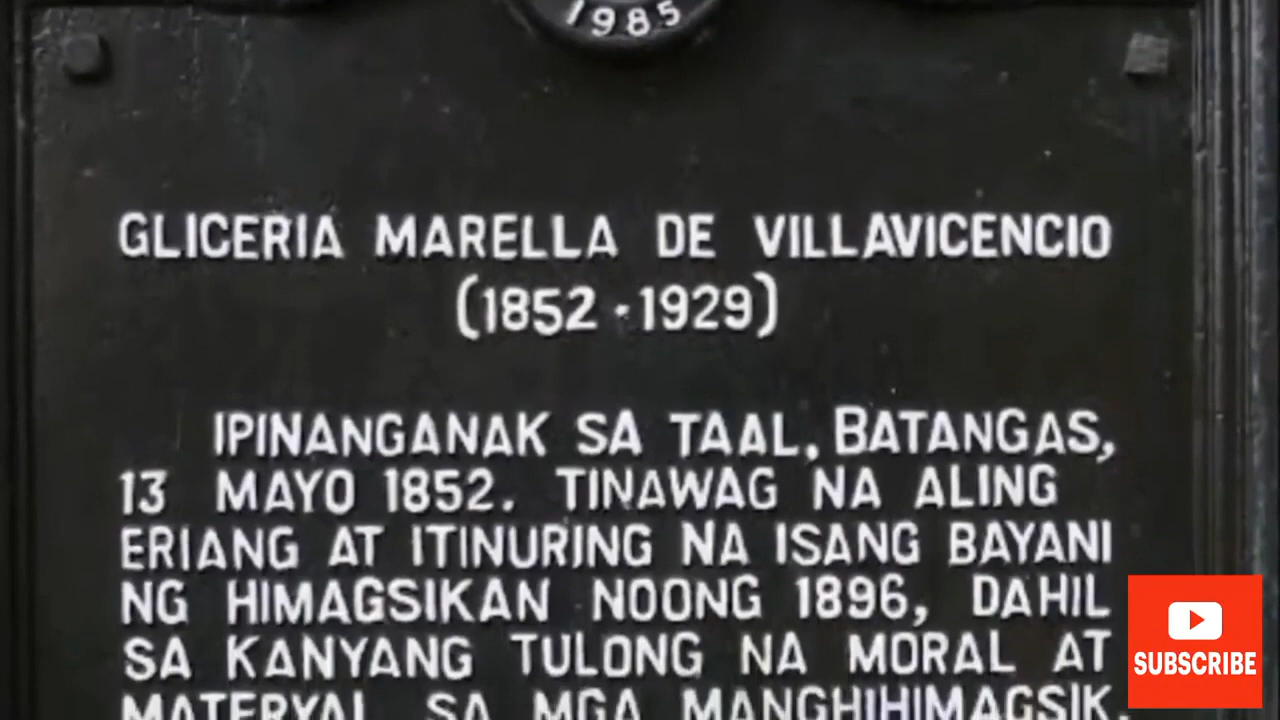 1985
GLICERIA MARELLA DE VILLAVICENCIO
(1852-1929)
IPINANGANAK SA TAAL, BATANGAS,
13 MAYO 1852. TINAWAG NA ALING
ERIANG AT ITINURING NA ISANG BAYANI
NG HIMAGSIKAN NOONG 1896, DAHIL
SA KANYANG TULONG NA MORAL AT
MATERYAL SA MGA MANGHIHIMAGSIK.
SUBSCRIBE